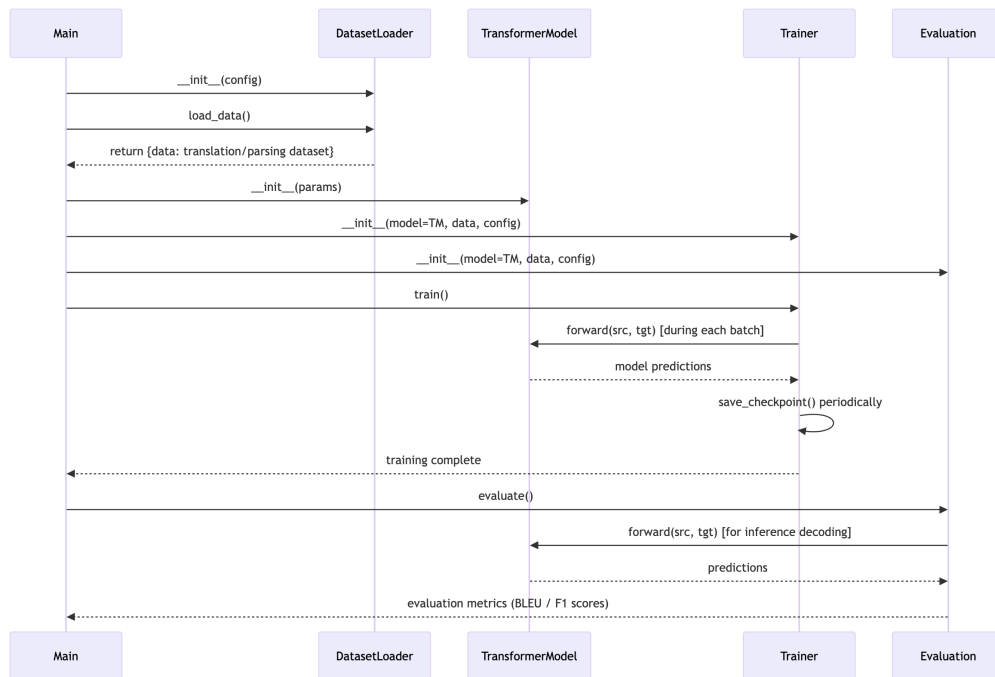 Main
DatasetLoader
TransformerModel
Trainer
Evaluation
__init__(config)
load_data()
return {data: translation/parsing dataset}
__init__(params)
__init__(model=TM, data, config)
__init__(model=TM, data, config)
train()
forward(src, tgt) [during each batch]
model predictions
save_checkpoint() periodically
training complete
evaluate()
forward(src, tgt) [for inference decoding]
predictions
evaluation metrics (BLEU / F1 scores)
Main
DatasetLoader
TransformerModel
Trainer
Evaluation